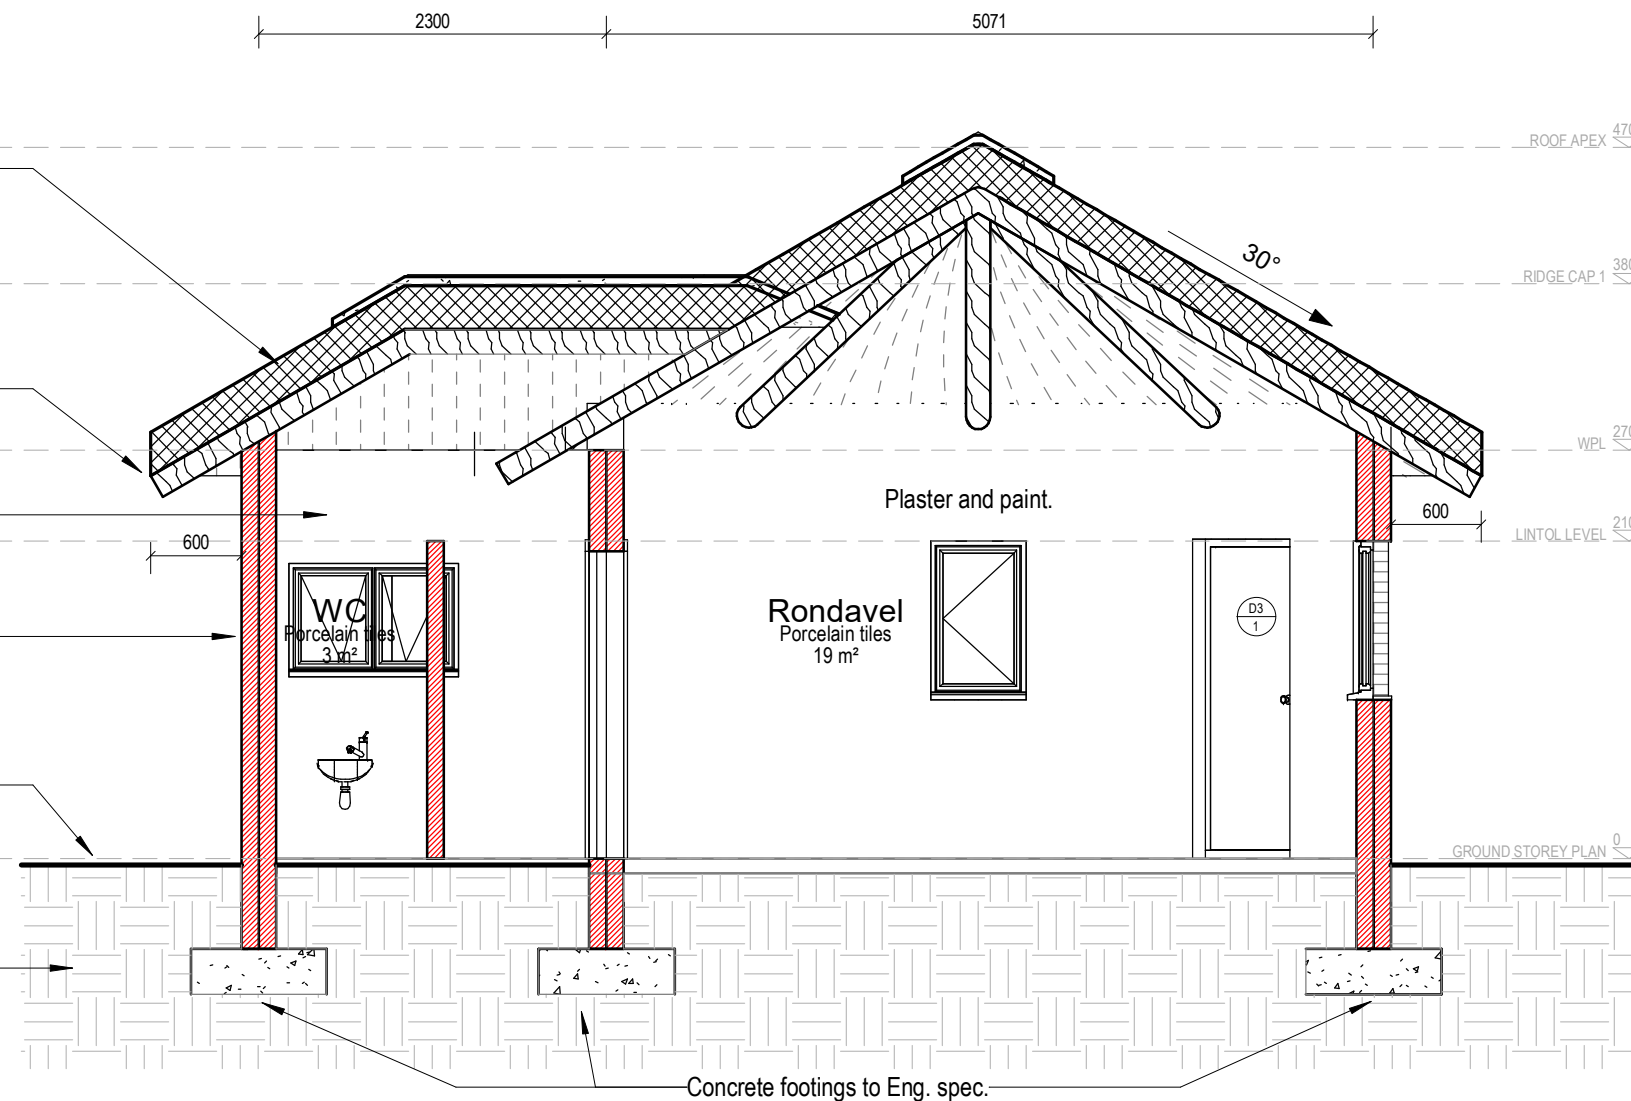 2300 5071
ROOF APEX
30°
RIDGE CAP 1
WPL
Plaster and paint.
600
LINTOL LEVEL
600
WC
Porcelain tiles
3 m²
Rondavel
Porcelain tiles
19 m²
D3
1
0
GROUND STOREY PLAN
Concrete footings to Eng. spec.